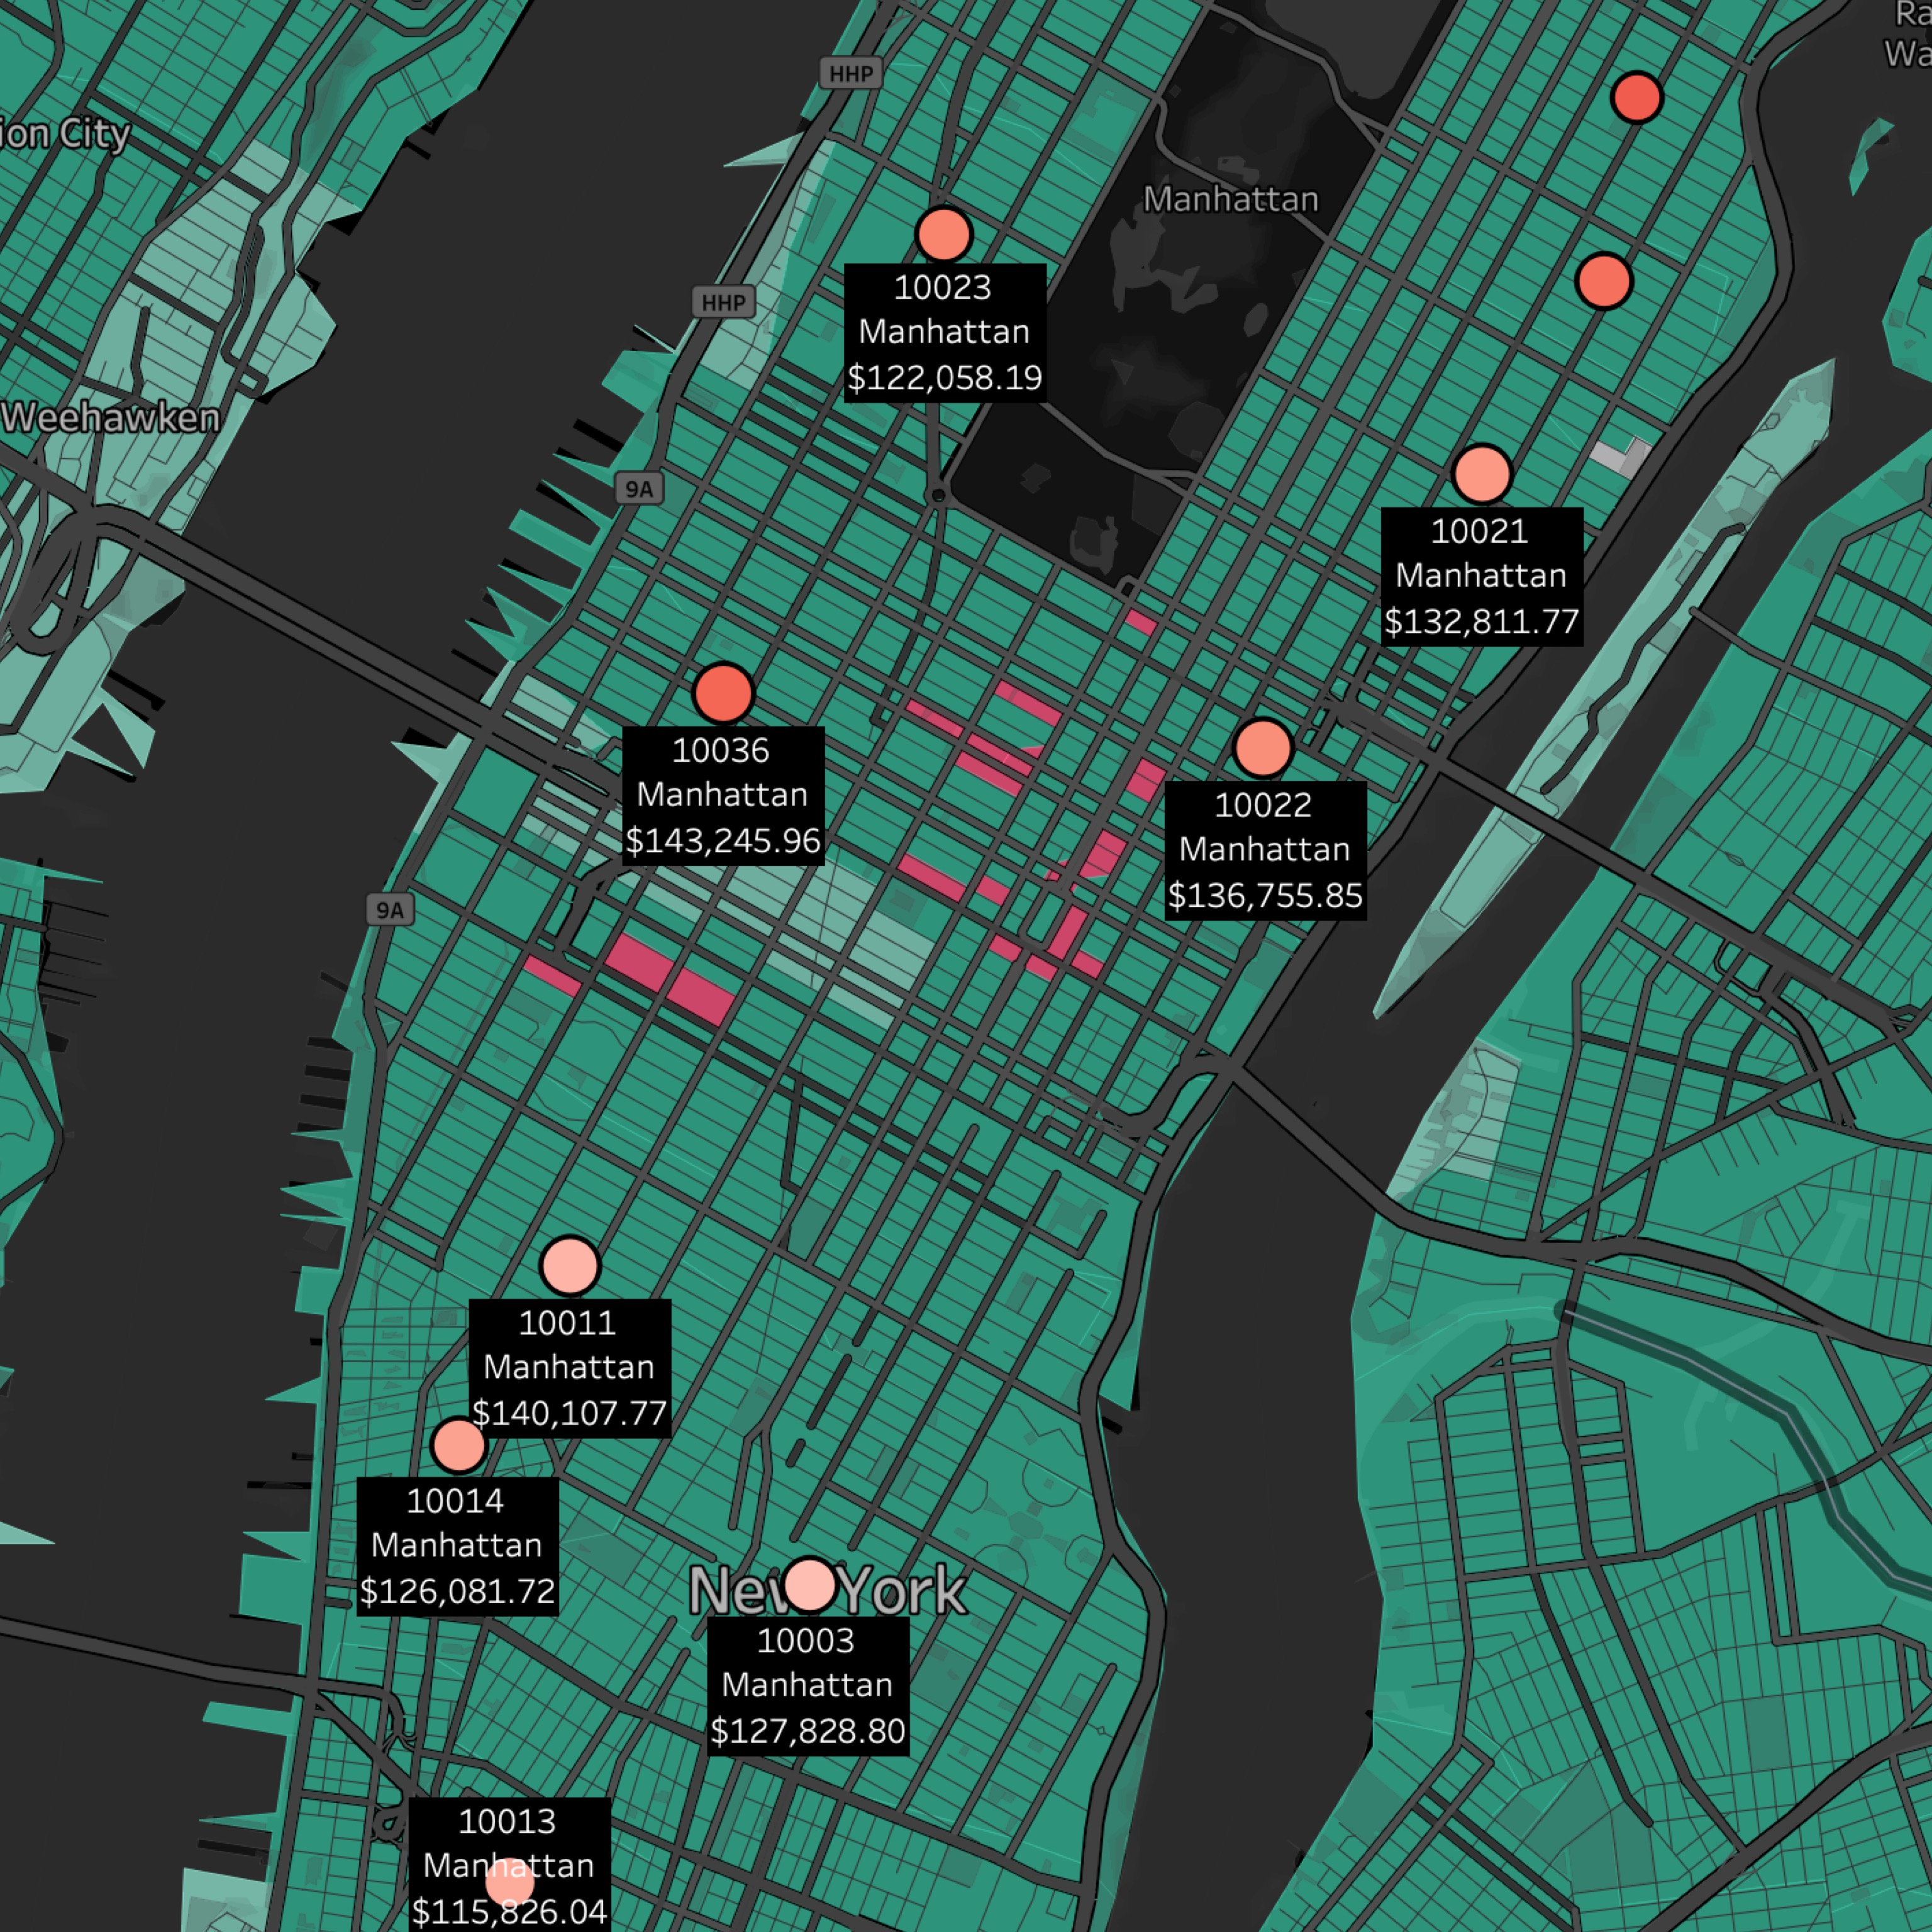 HHP
ion City
Manhattan
10023
Manhattan
$122,058.19
HHP
Weehawken
9A
10021
Manhattan
$132,811.77
10036
Manhattan
$143,245.96
10022
Manhattan
$136,755.85
9A
10011
Manhattan
$140,107.77
10014
Manhattan
$126,081.72
New York
10003
Manhattan
$127,828.80
10013
Manhattan
$115,826.04